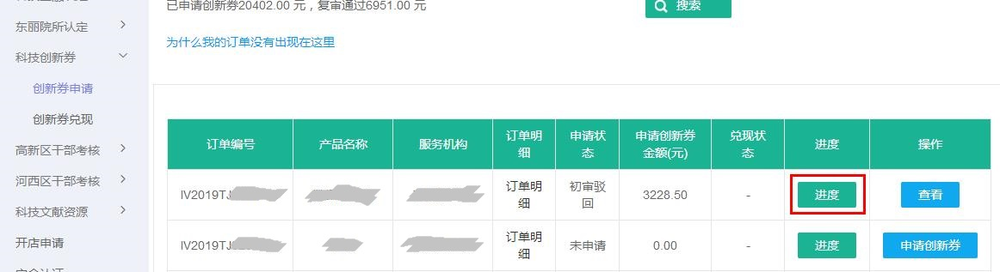 已申请创新券20402.00 元，复审通过6951.00 元
搜索
为什么我的订单没有出现在这里
东丽院所认定
科技创新券
创新券申请
创新券兑现
高新区干部考核
河西区干部考核
科技文献资源
开店申请
订单编号 产品名称 服务机构 订单明细 申请状态 申请创新券金额(元) 兑现状态 进度 操作
IV2019TJ 订单明细 初审驳回 3228.50 - 进度 查看
IV2019TJ 订单明细 未申请 0.00 - 进度 申请创新券